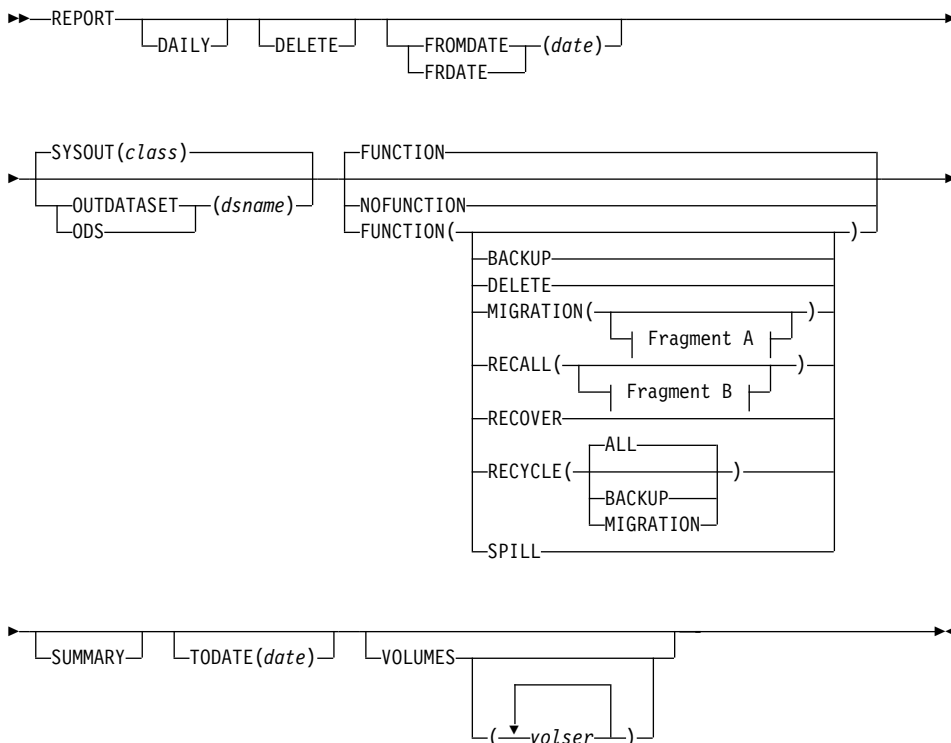 REPORT
DAILY DELETE FROMDATE (date)
FRDATE
SYSOUT(class) FUNCTION
OUTDATASET (dsname) NOFUNCTION
ODS FUNCTION( )
BACKUP
DELETE
MIGRATION( )
Fragment A
RECALL( )
Fragment B
RECOVER
ALL
RECYCLE( )
BACKUP
MIGRATION
SPILL
SUMMARY TODATE(date) VOLUMES
( volser )